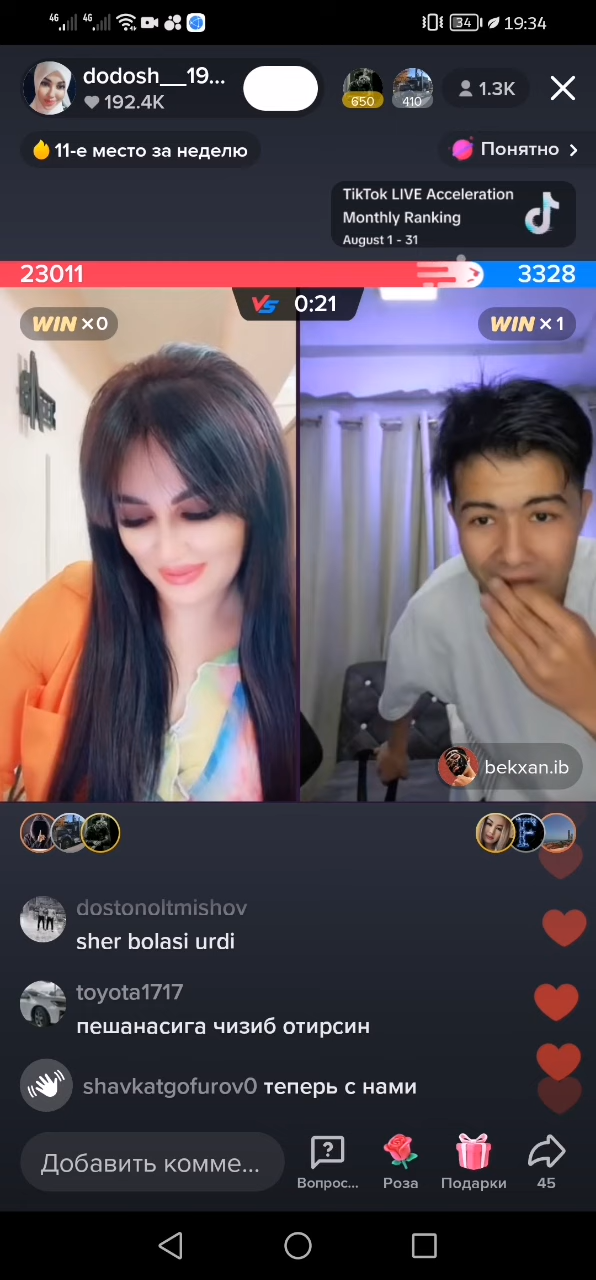 4G 4G 34 19:34
dodosh__19...
192.4K
650
410
1.3K
11-е место за неделю
Понятно
TikTok LIVE Acceleration
Monthly Ranking
August 1 - 31
23011
3328
VS 0:21
WIN ×0
WIN ×1
bekxan.ib
dostonoltmishov
sher bolasi urdi
toyota1717
пешанасига чизиб отирсин
shavkatgofurov0 теперь с нами
Добавить комме...
Вопрос...
Роза
Подарки
45